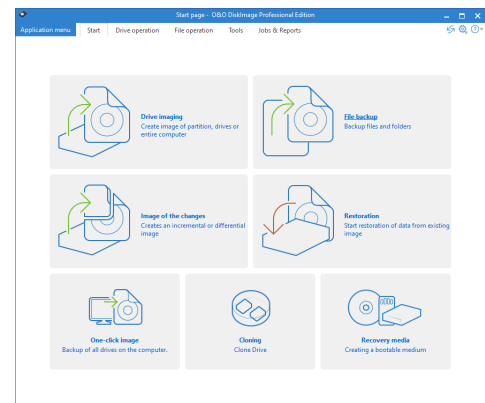 Start page - O&O DiskImage Professional Edition
Application menu Start Drive operation File operation Tools Jobs & Reports
Drive imaging
Create image of partition, drives or
entire computer
File backup
Backup files and folders
Image of the changes
Creates an incremental or differential
image
Restoration
Start restoration of data from existing
image
One-click image
Backup of all drives on the computer.
Cloning
Clone Drive
Recovery media
Creating a bootable medium